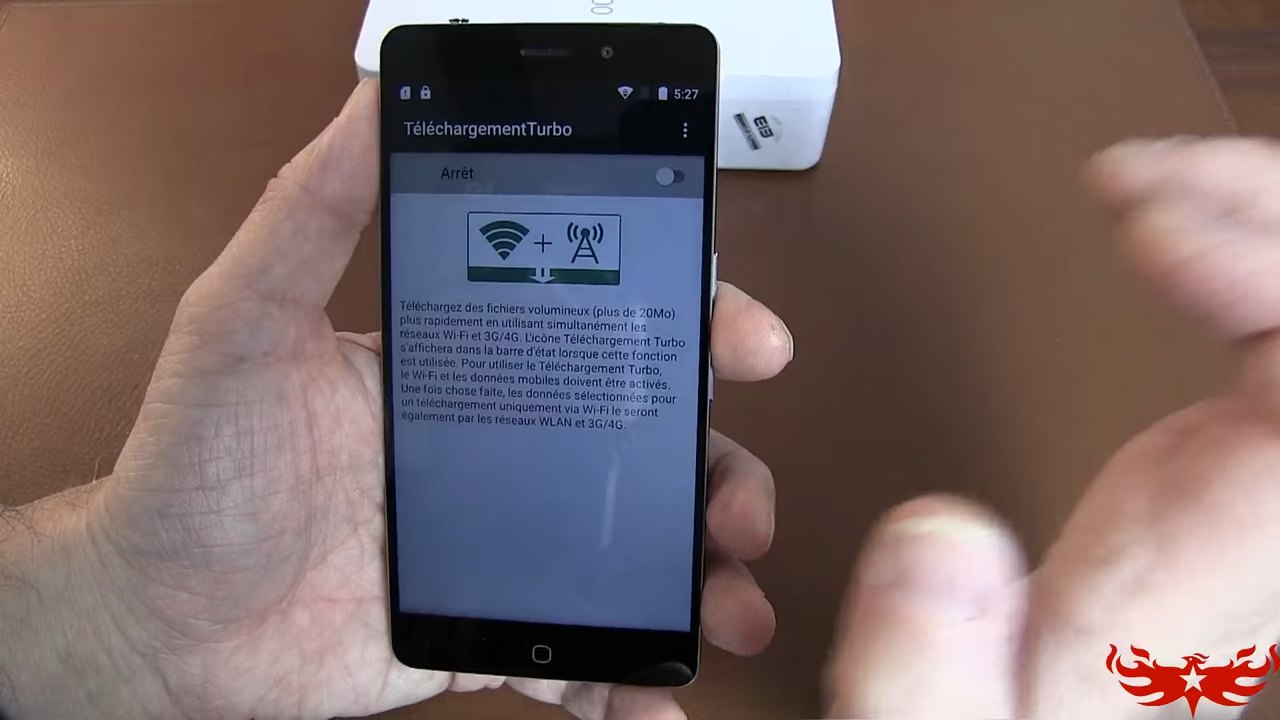 5:27
TéléchargementTurbo
Arrêt
Téléchargez des fichiers volumineux (plus de 20Mo)
plus rapidement en utilisant simultanément les
réseaux Wi-Fi et 3G/4G. L'icône Téléchargement Turbo
s'affichera dans la barre d'état lorsque cette fonction
est utilisée. Pour utiliser le Téléchargement Turbo,
le Wi-Fi et les données mobiles doivent être activés.
Une fois chose faite, les données sélectionnées pour
un téléchargement uniquement via Wi-Fi le seront
également par les réseaux WLAN et 3G/4G.